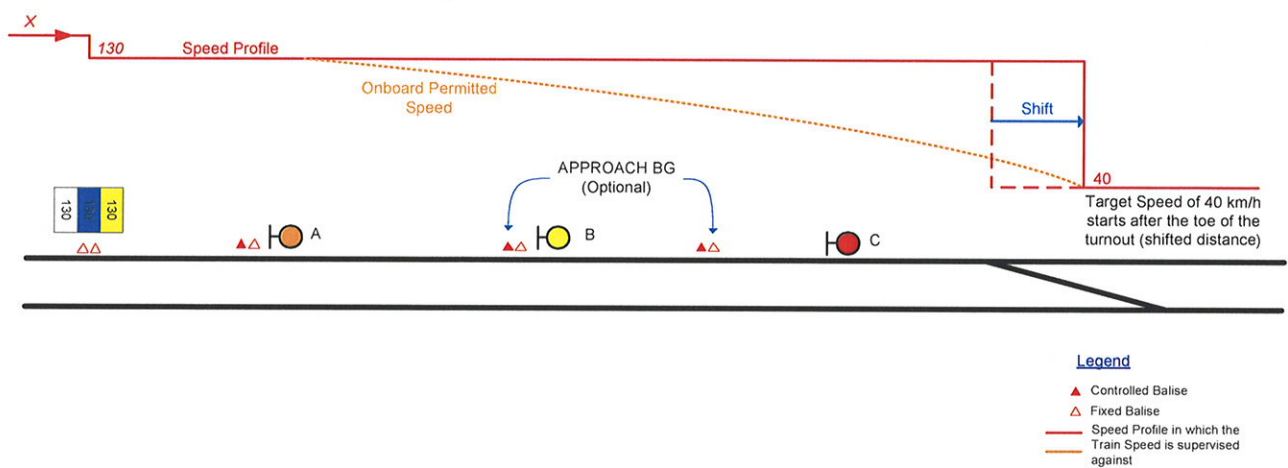 X
130
Speed Profile
Onboard Permitted
Speed
Shift
40
APPROACH BG
(Optional)
Target Speed of 40 km/h
starts after the toe of the
turnout (shifted distance)
130
130
130
A
B
C
Legend
Controlled Balise
Fixed Balise
Speed Profile in which the
Train Speed is supervised
against